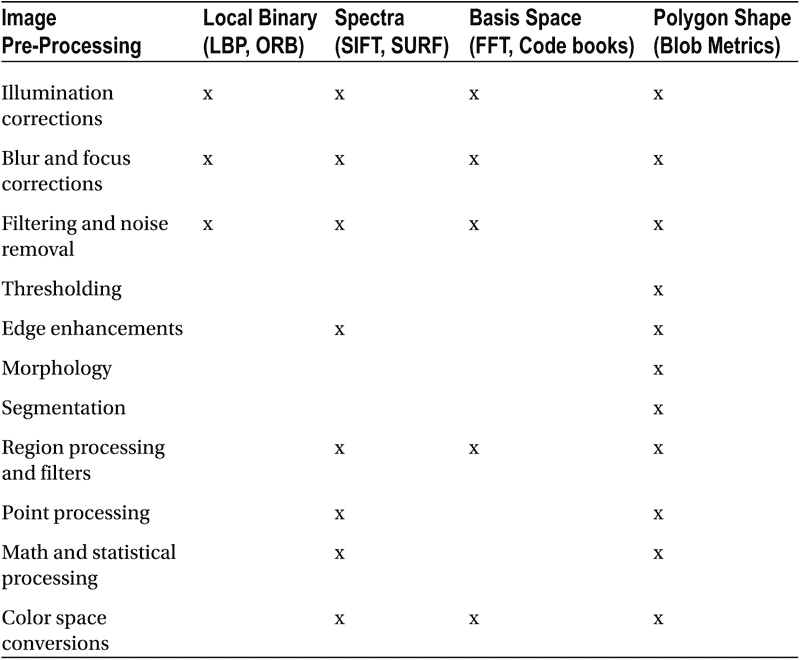 Image Local Binary Spectra Basis Space Polygon Shape
Pre-Processing (LBP, ORB) (SIFT, SURF) (FFT, Code books) (Blob Metrics)
Illumination x x x x
corrections
Blur and focus x x x x
corrections
Filtering and noise x x x x
removal
Thresholding x
Edge enhancements x x
Morphology x
Segmentation x
Region processing x x x
and filters
Point processing x x
Math and statistical x x
processing
Color space x x x
conversions